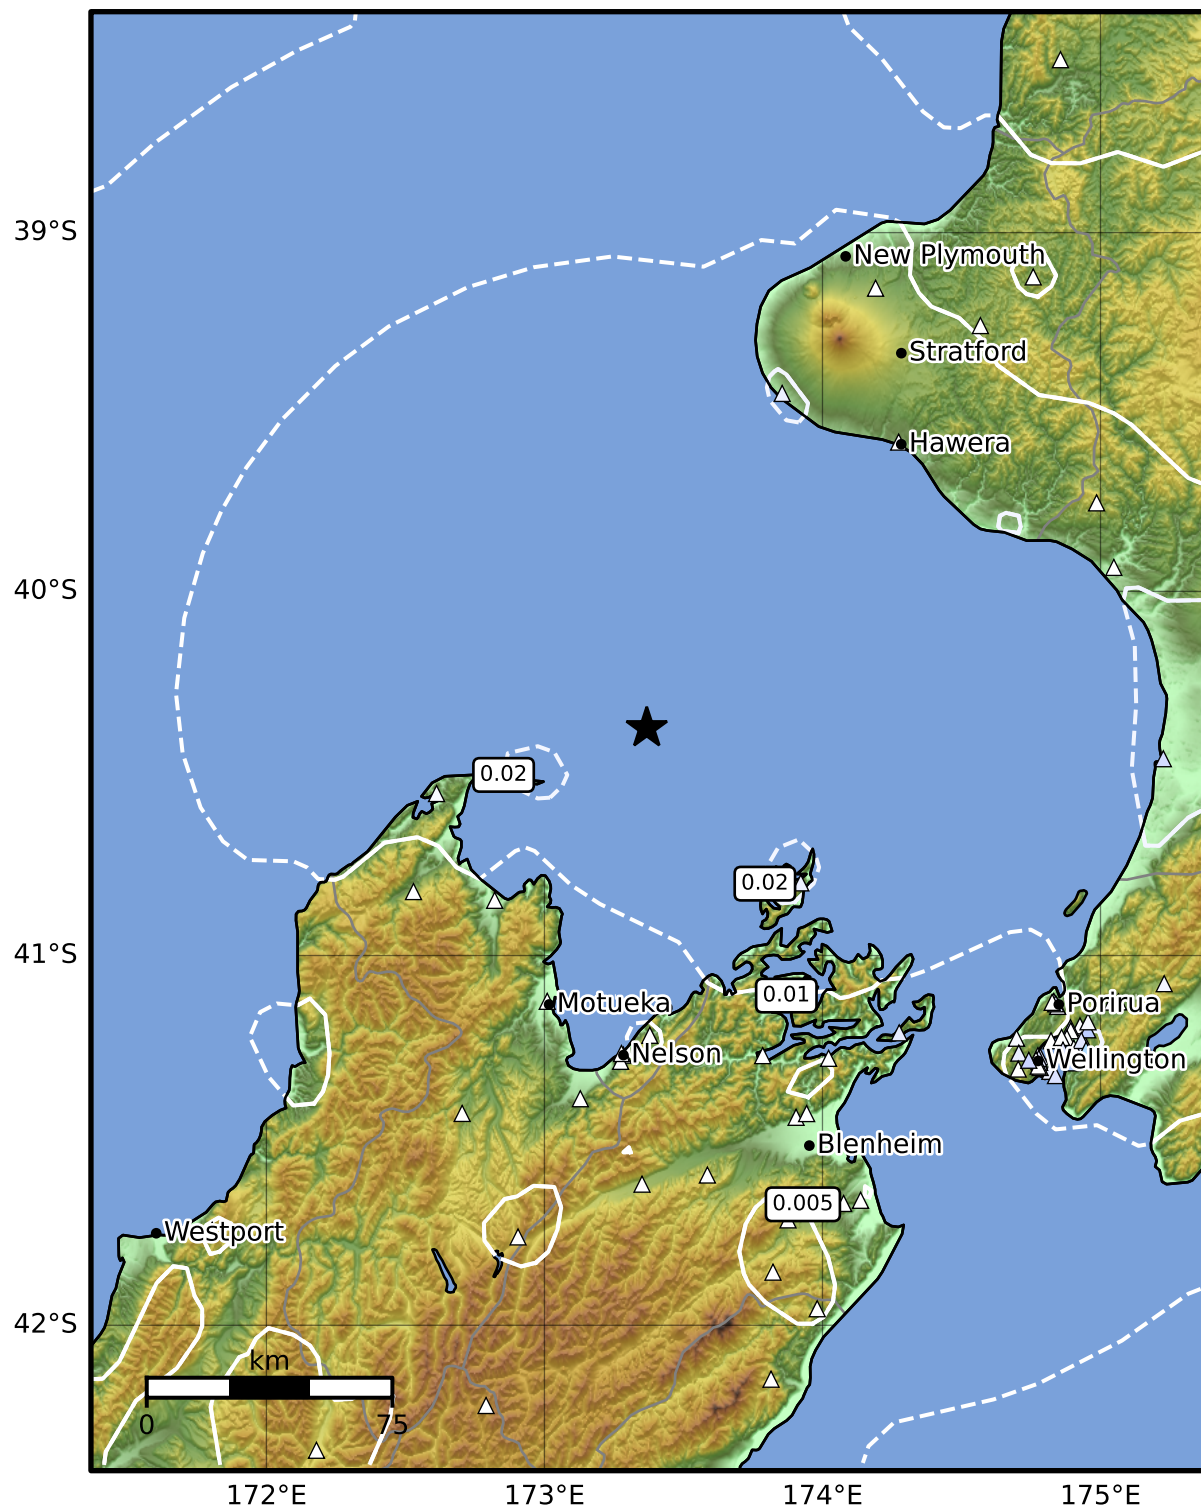 39°S
New Plymouth
Stratford
Hawera
40°S
0.02
0.02
41°S
0.01
Motueka
Porirua
Nelson
Wellington
Blenheim
0.005
Westport
42°S
km
0
75
172°E
173°E
174°E
175°E